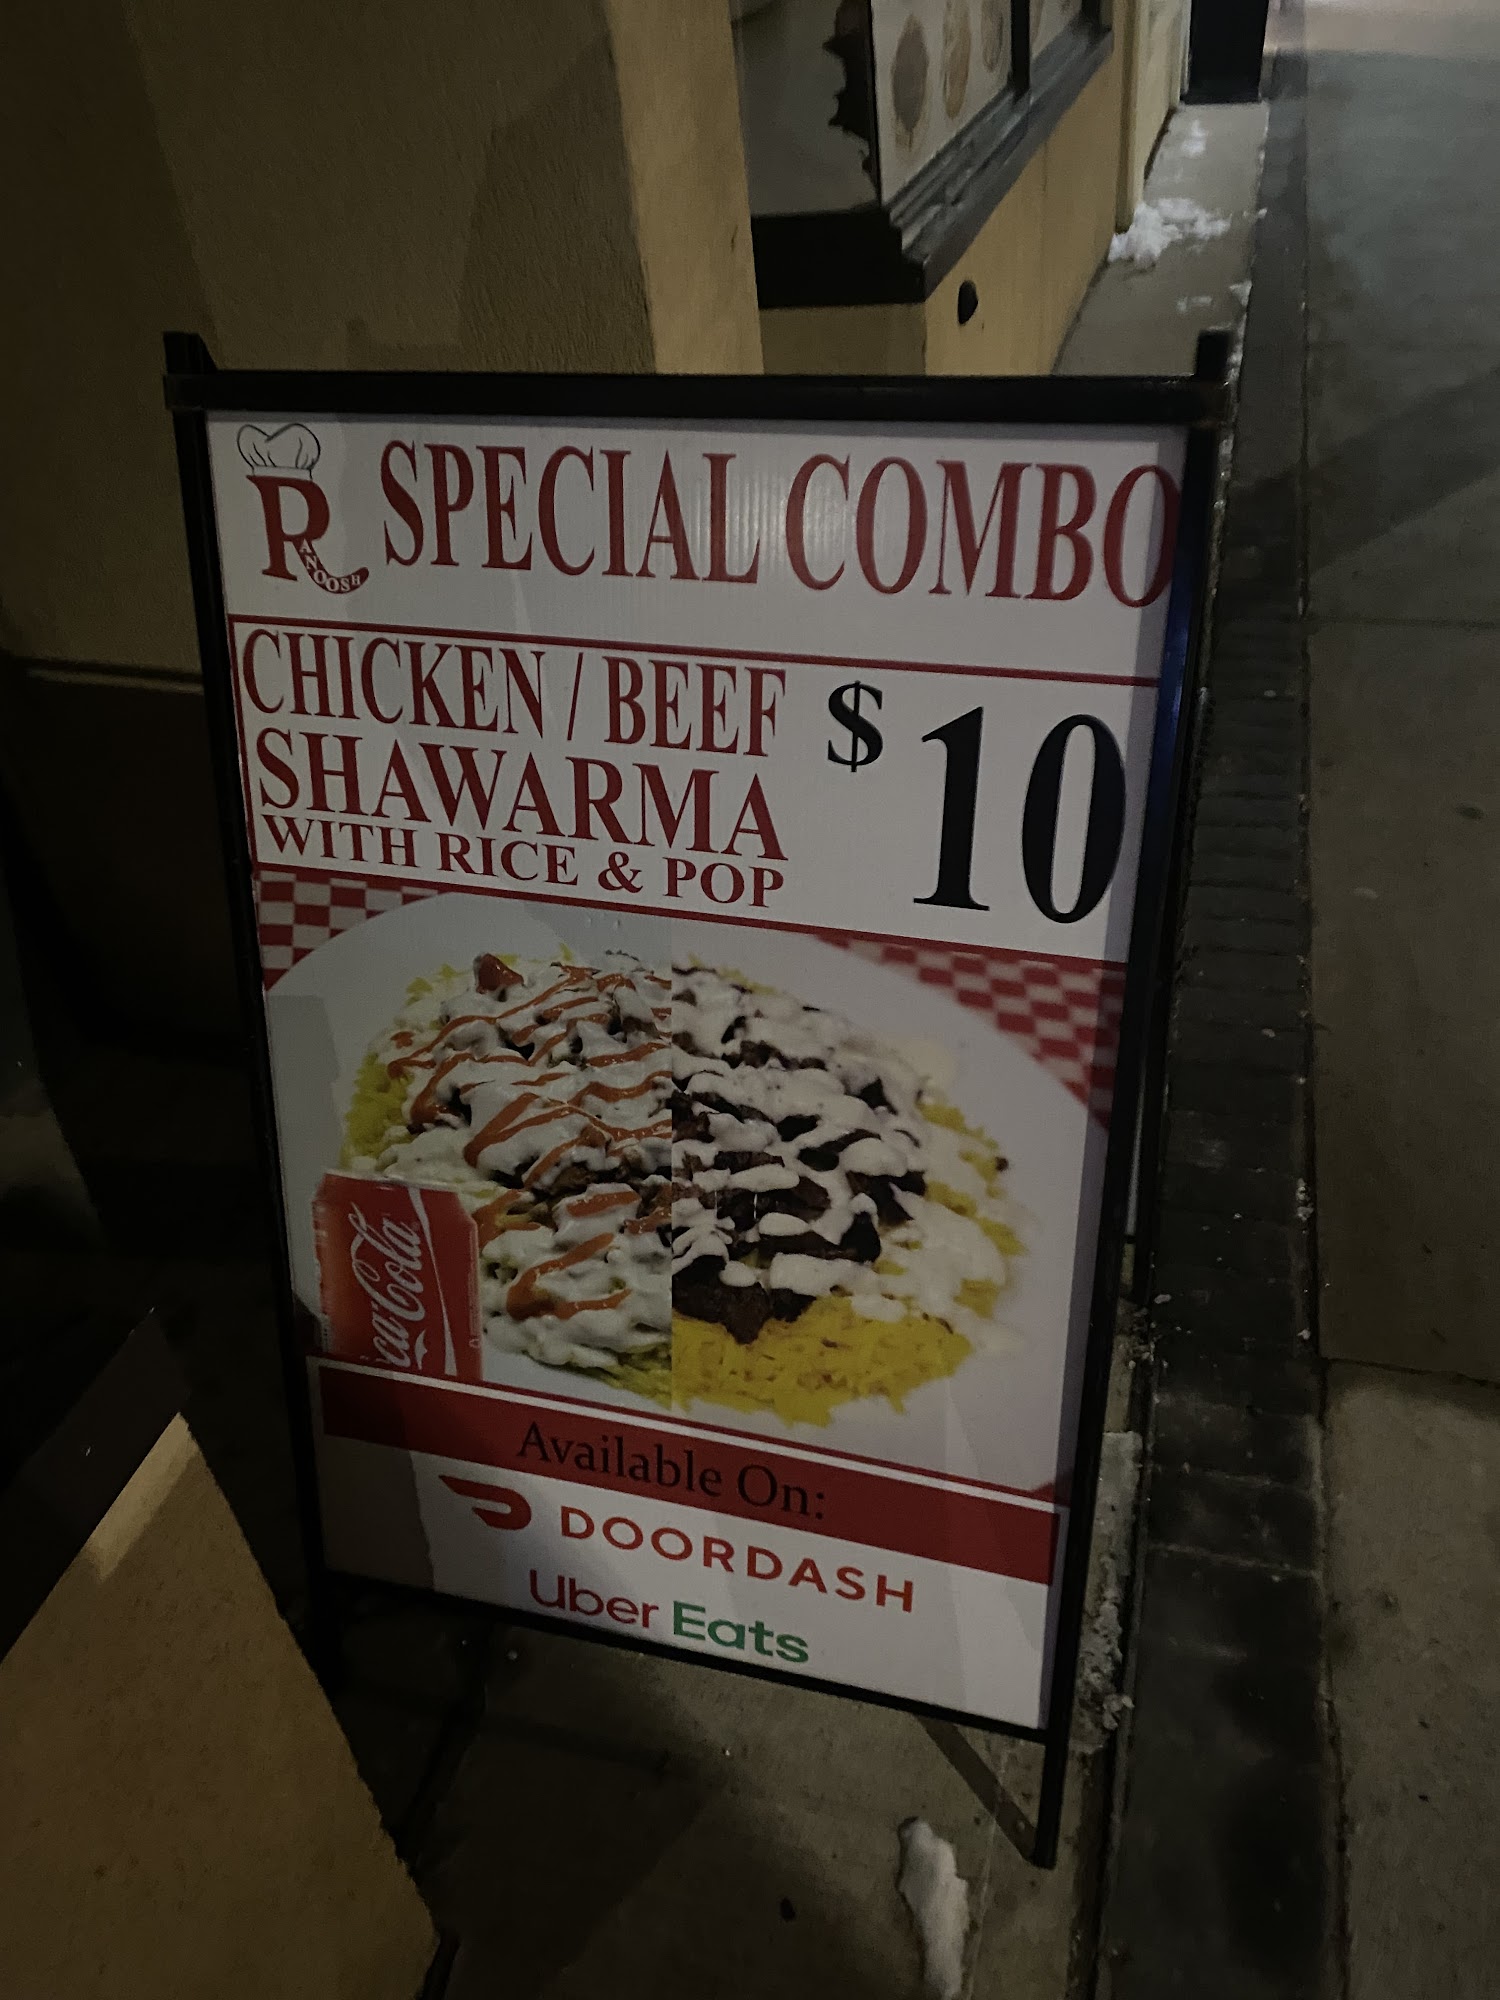 RANOOSH
SPECIAL COMBO
CHICKEN / BEEF
SHAWARMA
WITH RICE & POP
$10
Coca-Cola
Available On:
DOORDASH
Uber Eats